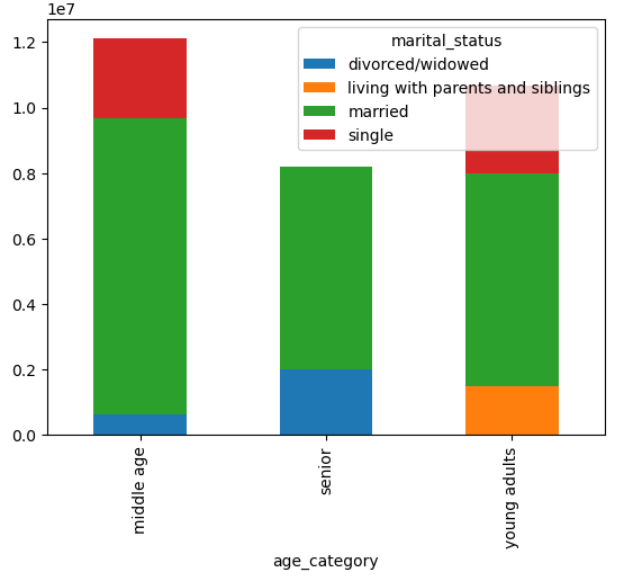 1e7
1.2
1.0
0.8
0.6
0.4
0.2
0.0
marital_status
divorced/widowed
living with parents and siblings
married
single
middle age
senior
young adults
age_category